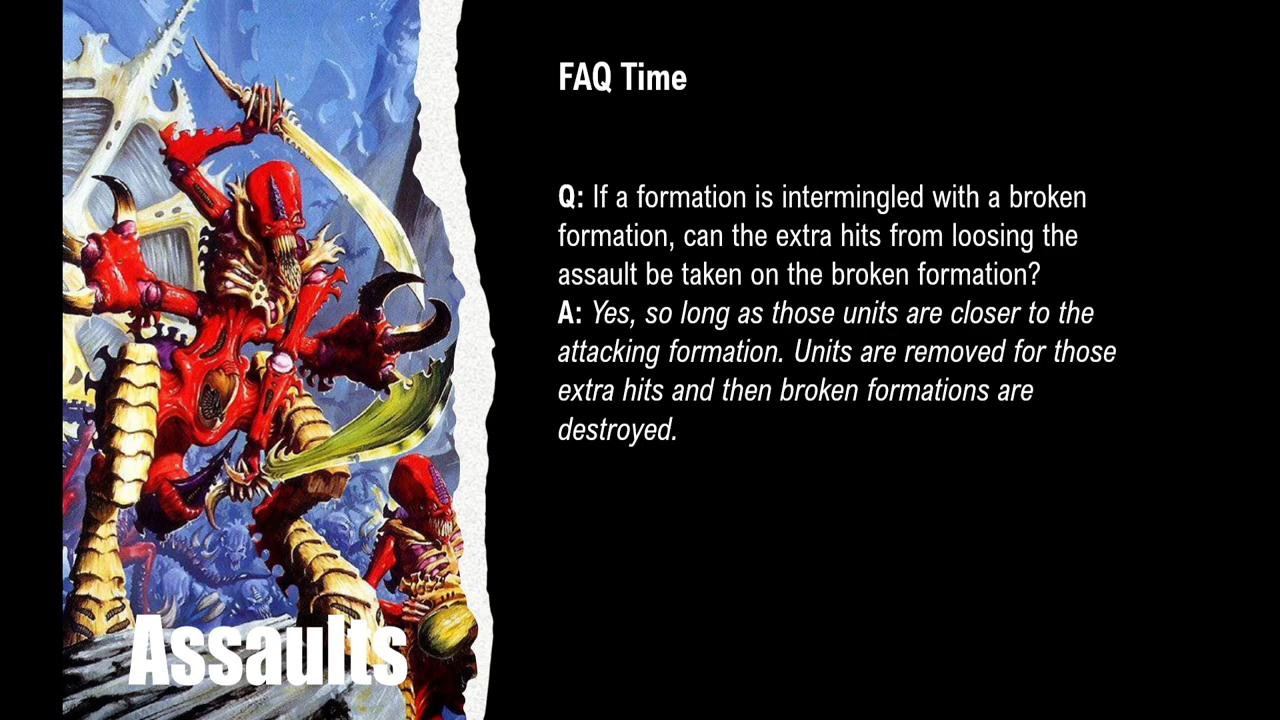 FAQ Time
Q: If a formation is intermingled with a broken
formation, can the extra hits from loosing the
assault be taken on the broken formation?
A: Yes, so long as those units are closer to the
attacking formation. Units are removed for those
extra hits and then broken formations are
destroyed.
Assaults